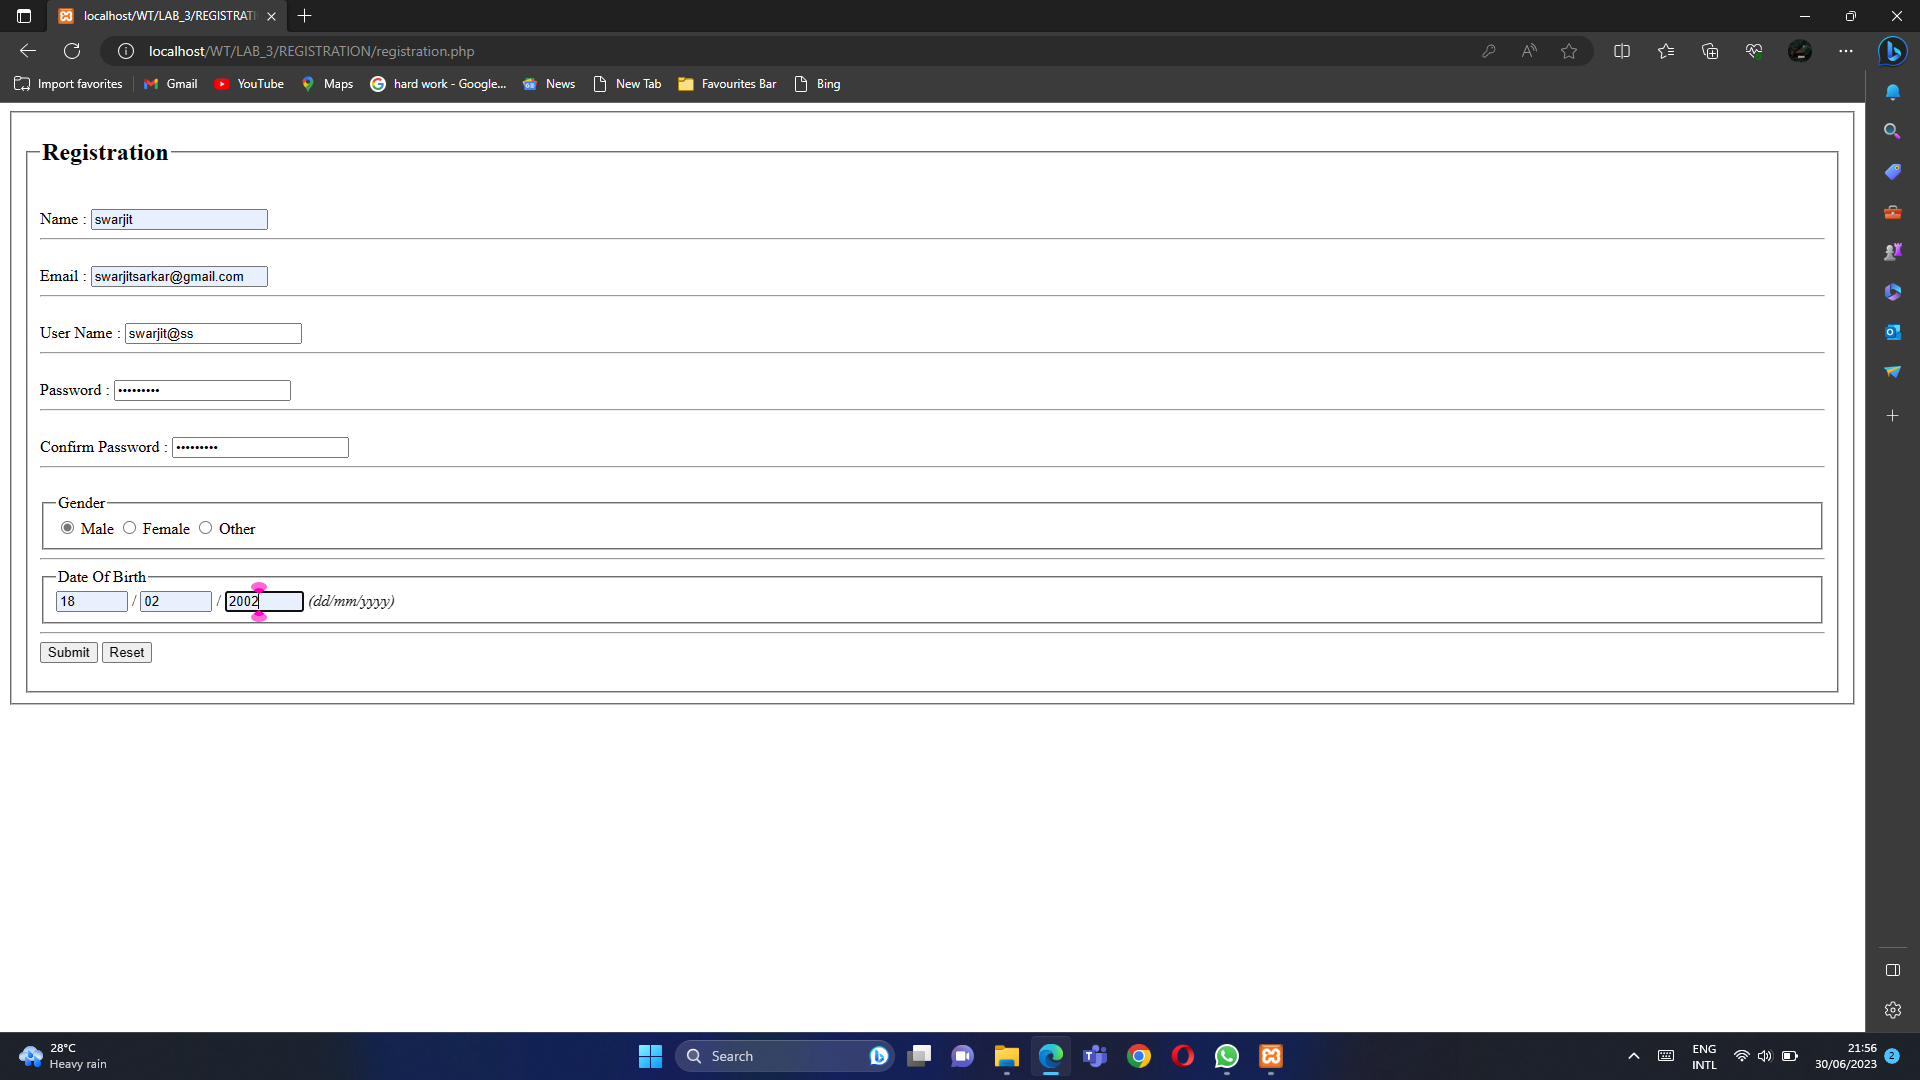 localhost/WT/LAB_3/REGISTRATI
localhost/WT/LAB_3/REGISTRATION/registration.php
Import favorites Gmail YouTube Maps hard work - Google... News New Tab Favourites Bar Bing
Registration
Name : swarjit
Email : swarjitsarkar@gmail.com
User Name : swarjit@ss
Password : •••••••••
Confirm Password : •••••••••
Gender
Male Female Other
Date Of Birth
18 / 02 / 2002 (dd/mm/yyyy)
Submit Reset
28°C
Heavy rain
Search
ENG
INTL
21:56
30/06/2023
2